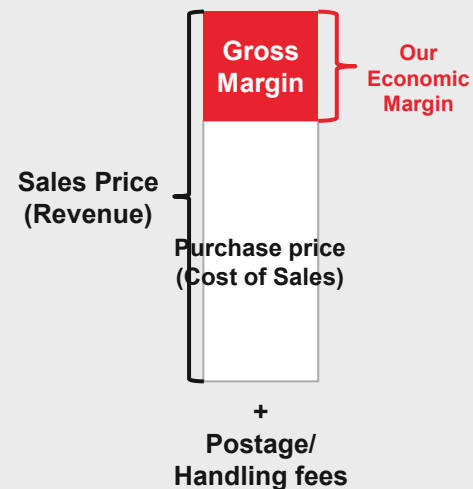 Gross
Margin
Our
Economic
Margin
Sales Price
(Revenue)
Purchase price
(Cost of Sales)
+
Postage/
Handling fees